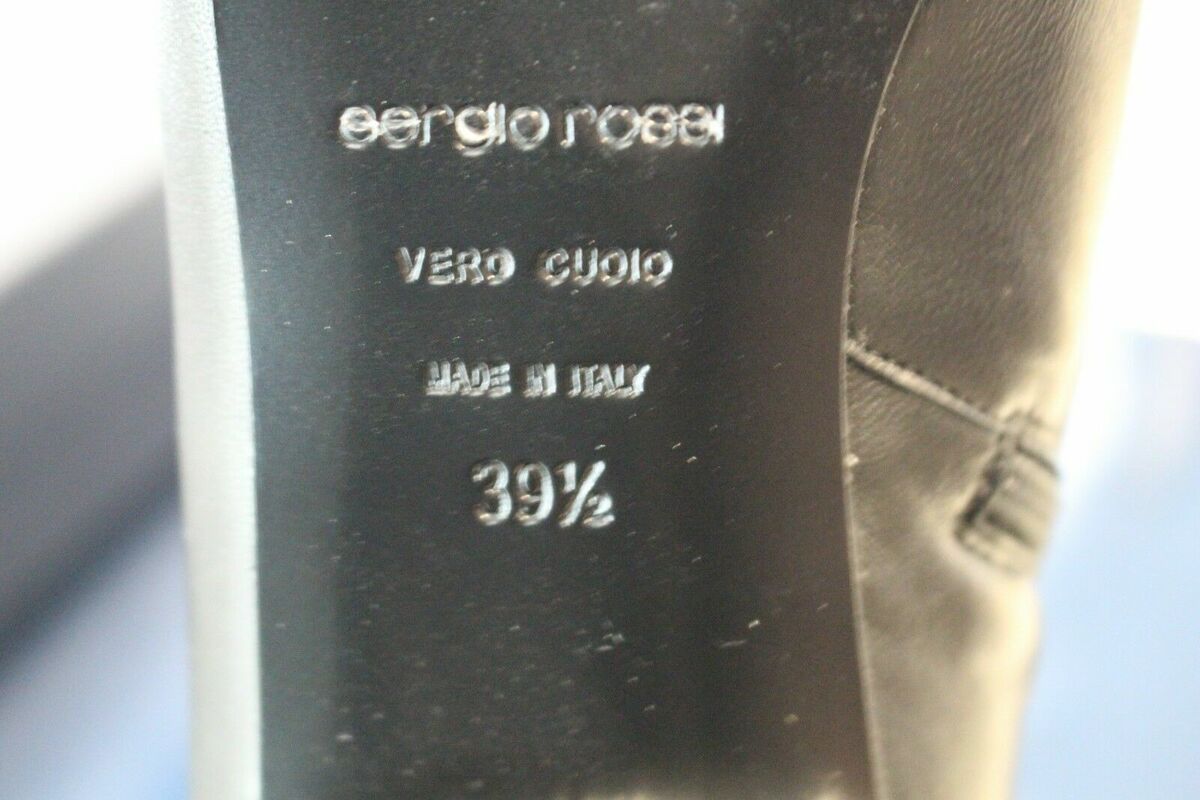 sergio rossi
VERO CUOIO
MADE IN ITALY
39½